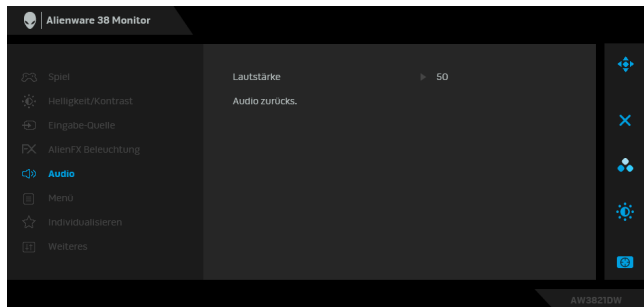 Alienware 38 Monitor
Spiel
Helligkeit/Kontrast
Eingabe-Quelle
AlienFX Beleuchtung
Audio
Menü
Individualisieren
Weiteres
Lautstärke 50
Audio zurücks.
AW3821DW